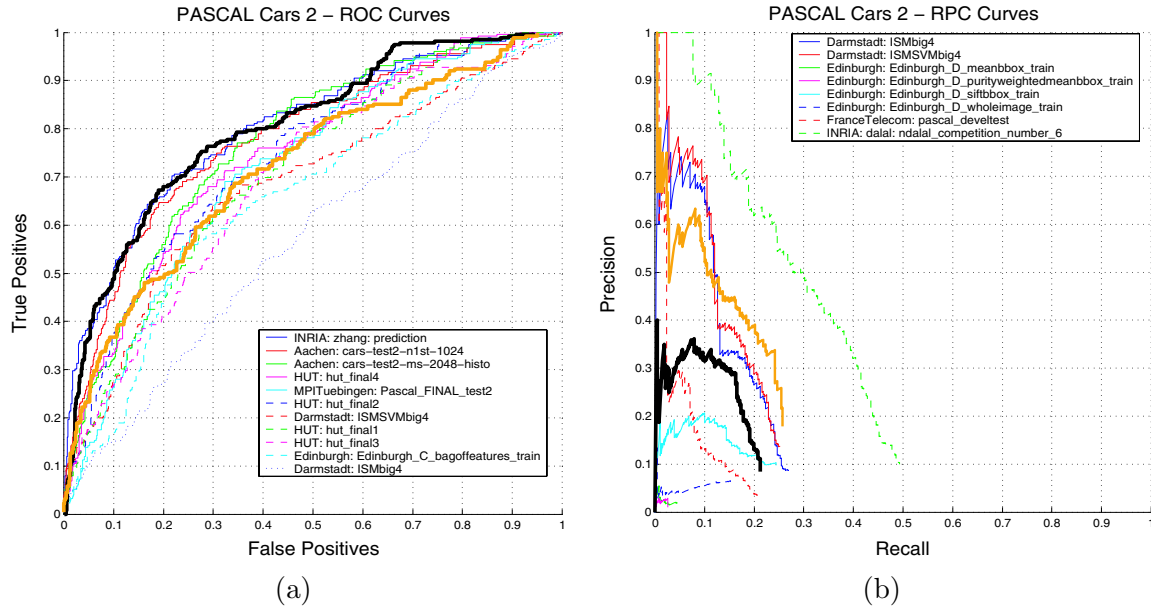 PASCAL Cars 2 − ROC Curves
1
0.9
0.8
0.7
0.6
0.5
0.4
0.3
0.2
0.1
0
True Positives
INRIA: zhang: prediction
Aachen: cars−test2−n1st−1024
Aachen: cars−test2−ms−2048−histo
HUT: hut_final4
MPITuebingen: Pascal_FINAL_test2
HUT: hut_final2
Darmstadt: ISMSVMbig4
HUT: hut_final1
HUT: hut_final3
Edinburgh: Edinburgh_C_bagoffeatures_train
Darmstadt: ISMbig4
0 0.1 0.2 0.3 0.4 0.5 0.6 0.7 0.8 0.9 1
False Positives
(a)
PASCAL Cars 2 − RPC Curves
1
0.9
0.8
0.7
0.6
0.5
0.4
0.3
0.2
0.1
0
Precision
Darmstadt: ISMbig4
Darmstadt: ISMSVMbig4
Edinburgh: Edinburgh_D_meanbbox_train
Edinburgh: Edinburgh_D_purityweightedmeanbbox_train
Edinburgh: Edinburgh_D_siftbbox_train
Edinburgh: Edinburgh_D_wholeimage_train
FranceTelecom: pascal_develtest
INRIA: dalal: ndalal_competition_number_6
0 0.1 0.2 0.3 0.4 0.5 0.6 0.7 0.8 0.9 1
Recall
(b)